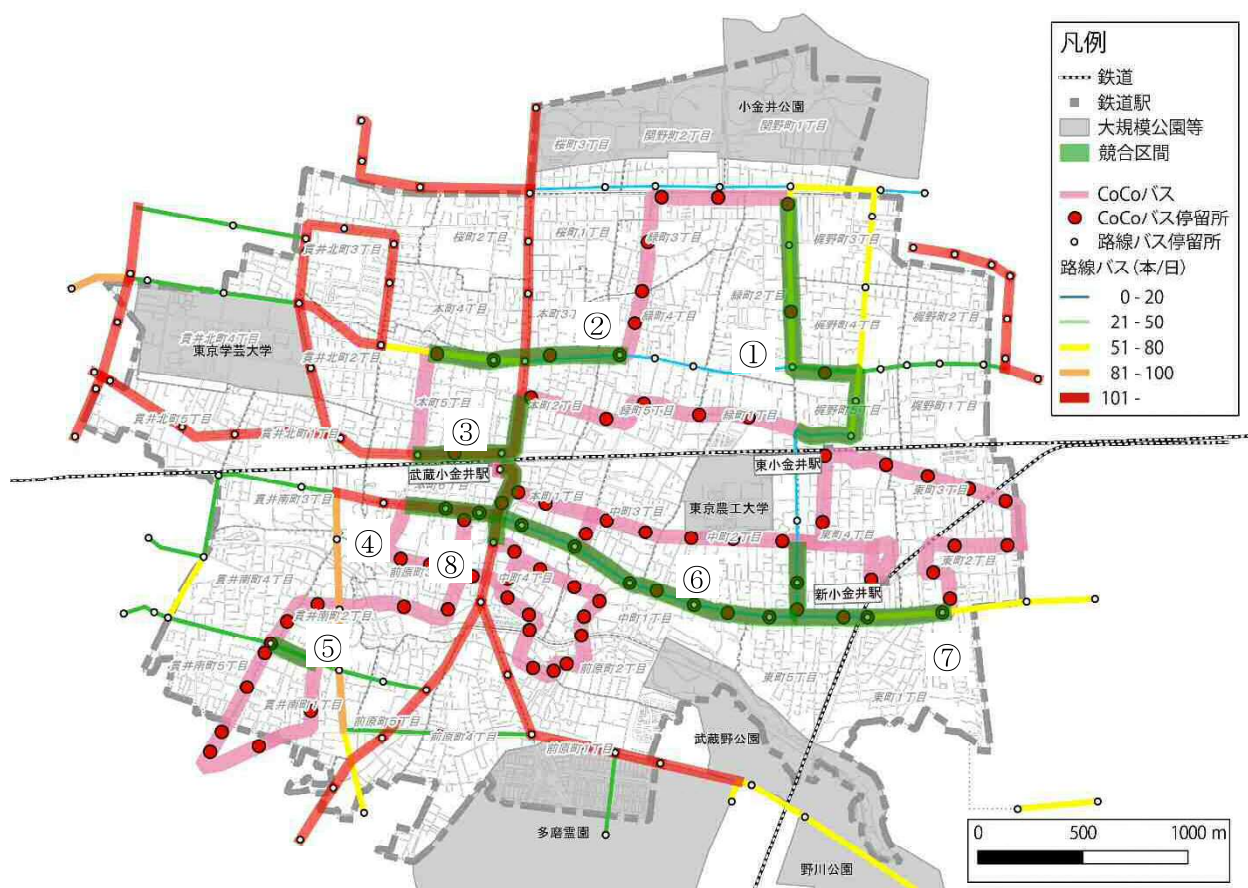 凡例
鉄道
鉄道駅
大規模公園等
競合区間
CoCoバス
CoCoバス停留所
路線バス停留所
路線バス(本/日)
0 - 20
21 - 50
51 - 80
81 - 100
101 -
小金井公園
関野町1丁目
関野町2丁目
桜町3丁目
貫井北町3丁目
桜町2丁目
桜町1丁目
緑町3丁目
梶野町3丁目
本町4丁目
本町3丁目
②
緑町4丁目
緑町2丁目
①
梶野町4丁目
梶野町2丁目
貫井北町4丁目
東京学芸大学
貫井北町2丁目
本町5丁目
本町2丁目
緑町5丁目
緑町1丁目
梶野町5丁目
梶野町1丁目
貫井北町5丁目
貫井北町1丁目
③
武蔵小金井駅
東小金井駅
本町6丁目
貫井南町3丁目
本町1丁目
中町3丁目
東京農工大学
東町3丁目
④
⑧
前原町3丁目
中町2丁目
東町4丁目
東町2丁目
貫井南町4丁目
中町4丁目
⑥
新小金井駅
貫井南町2丁目
中町1丁目
⑤
前原町2丁目
東町5丁目
⑦
東町1丁目
貫井南町5丁目
貫井南町1丁目
前原町5丁目
前原町4丁目
前原町1丁目
武蔵野公園
多磨霊園
野川公園
0 500 1000 m